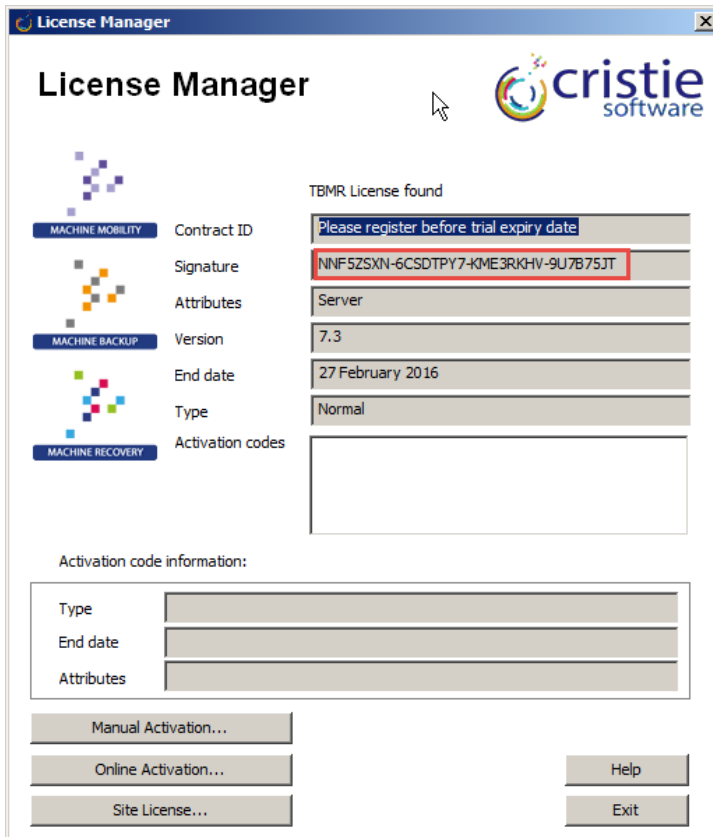 License Manager
X
License Manager
cristie
software
TBMR License found
MACHINE MOBILITY
Contract ID
Please register before trial expiry date
Signature
NNF5ZSXN-6CSDTPY7-KME3RKHV-9U7B75JT
Attributes
Server
MACHINE BACKUP
Version
7.3
End date
27 February 2016
Type
Normal
MACHINE RECOVERY
Activation codes
Activation code information:
Type
End date
Attributes
Manual Activation...
Online Activation...
Help
Site License...
Exit